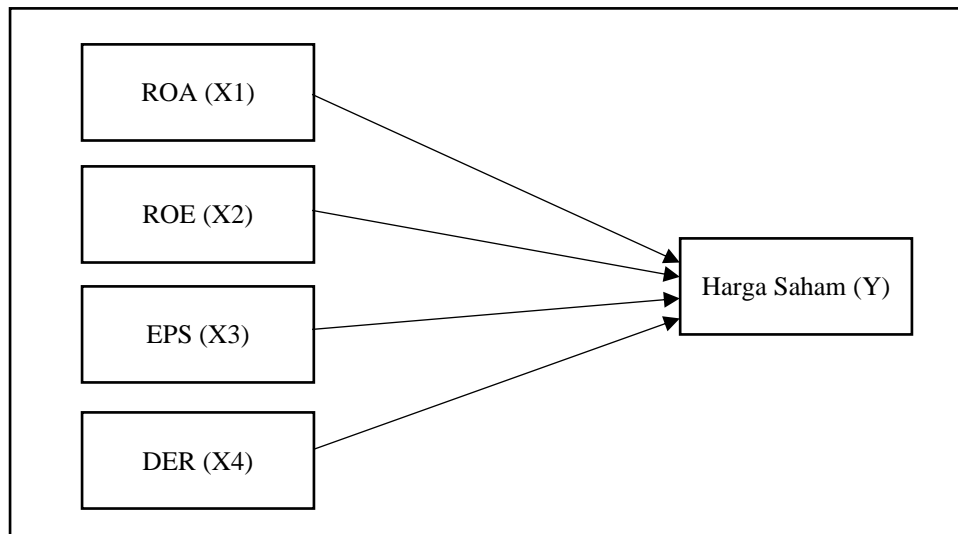 ROA (X1)
ROE (X2)
EPS (X3)
DER (X4)
Harga Saham (Y)